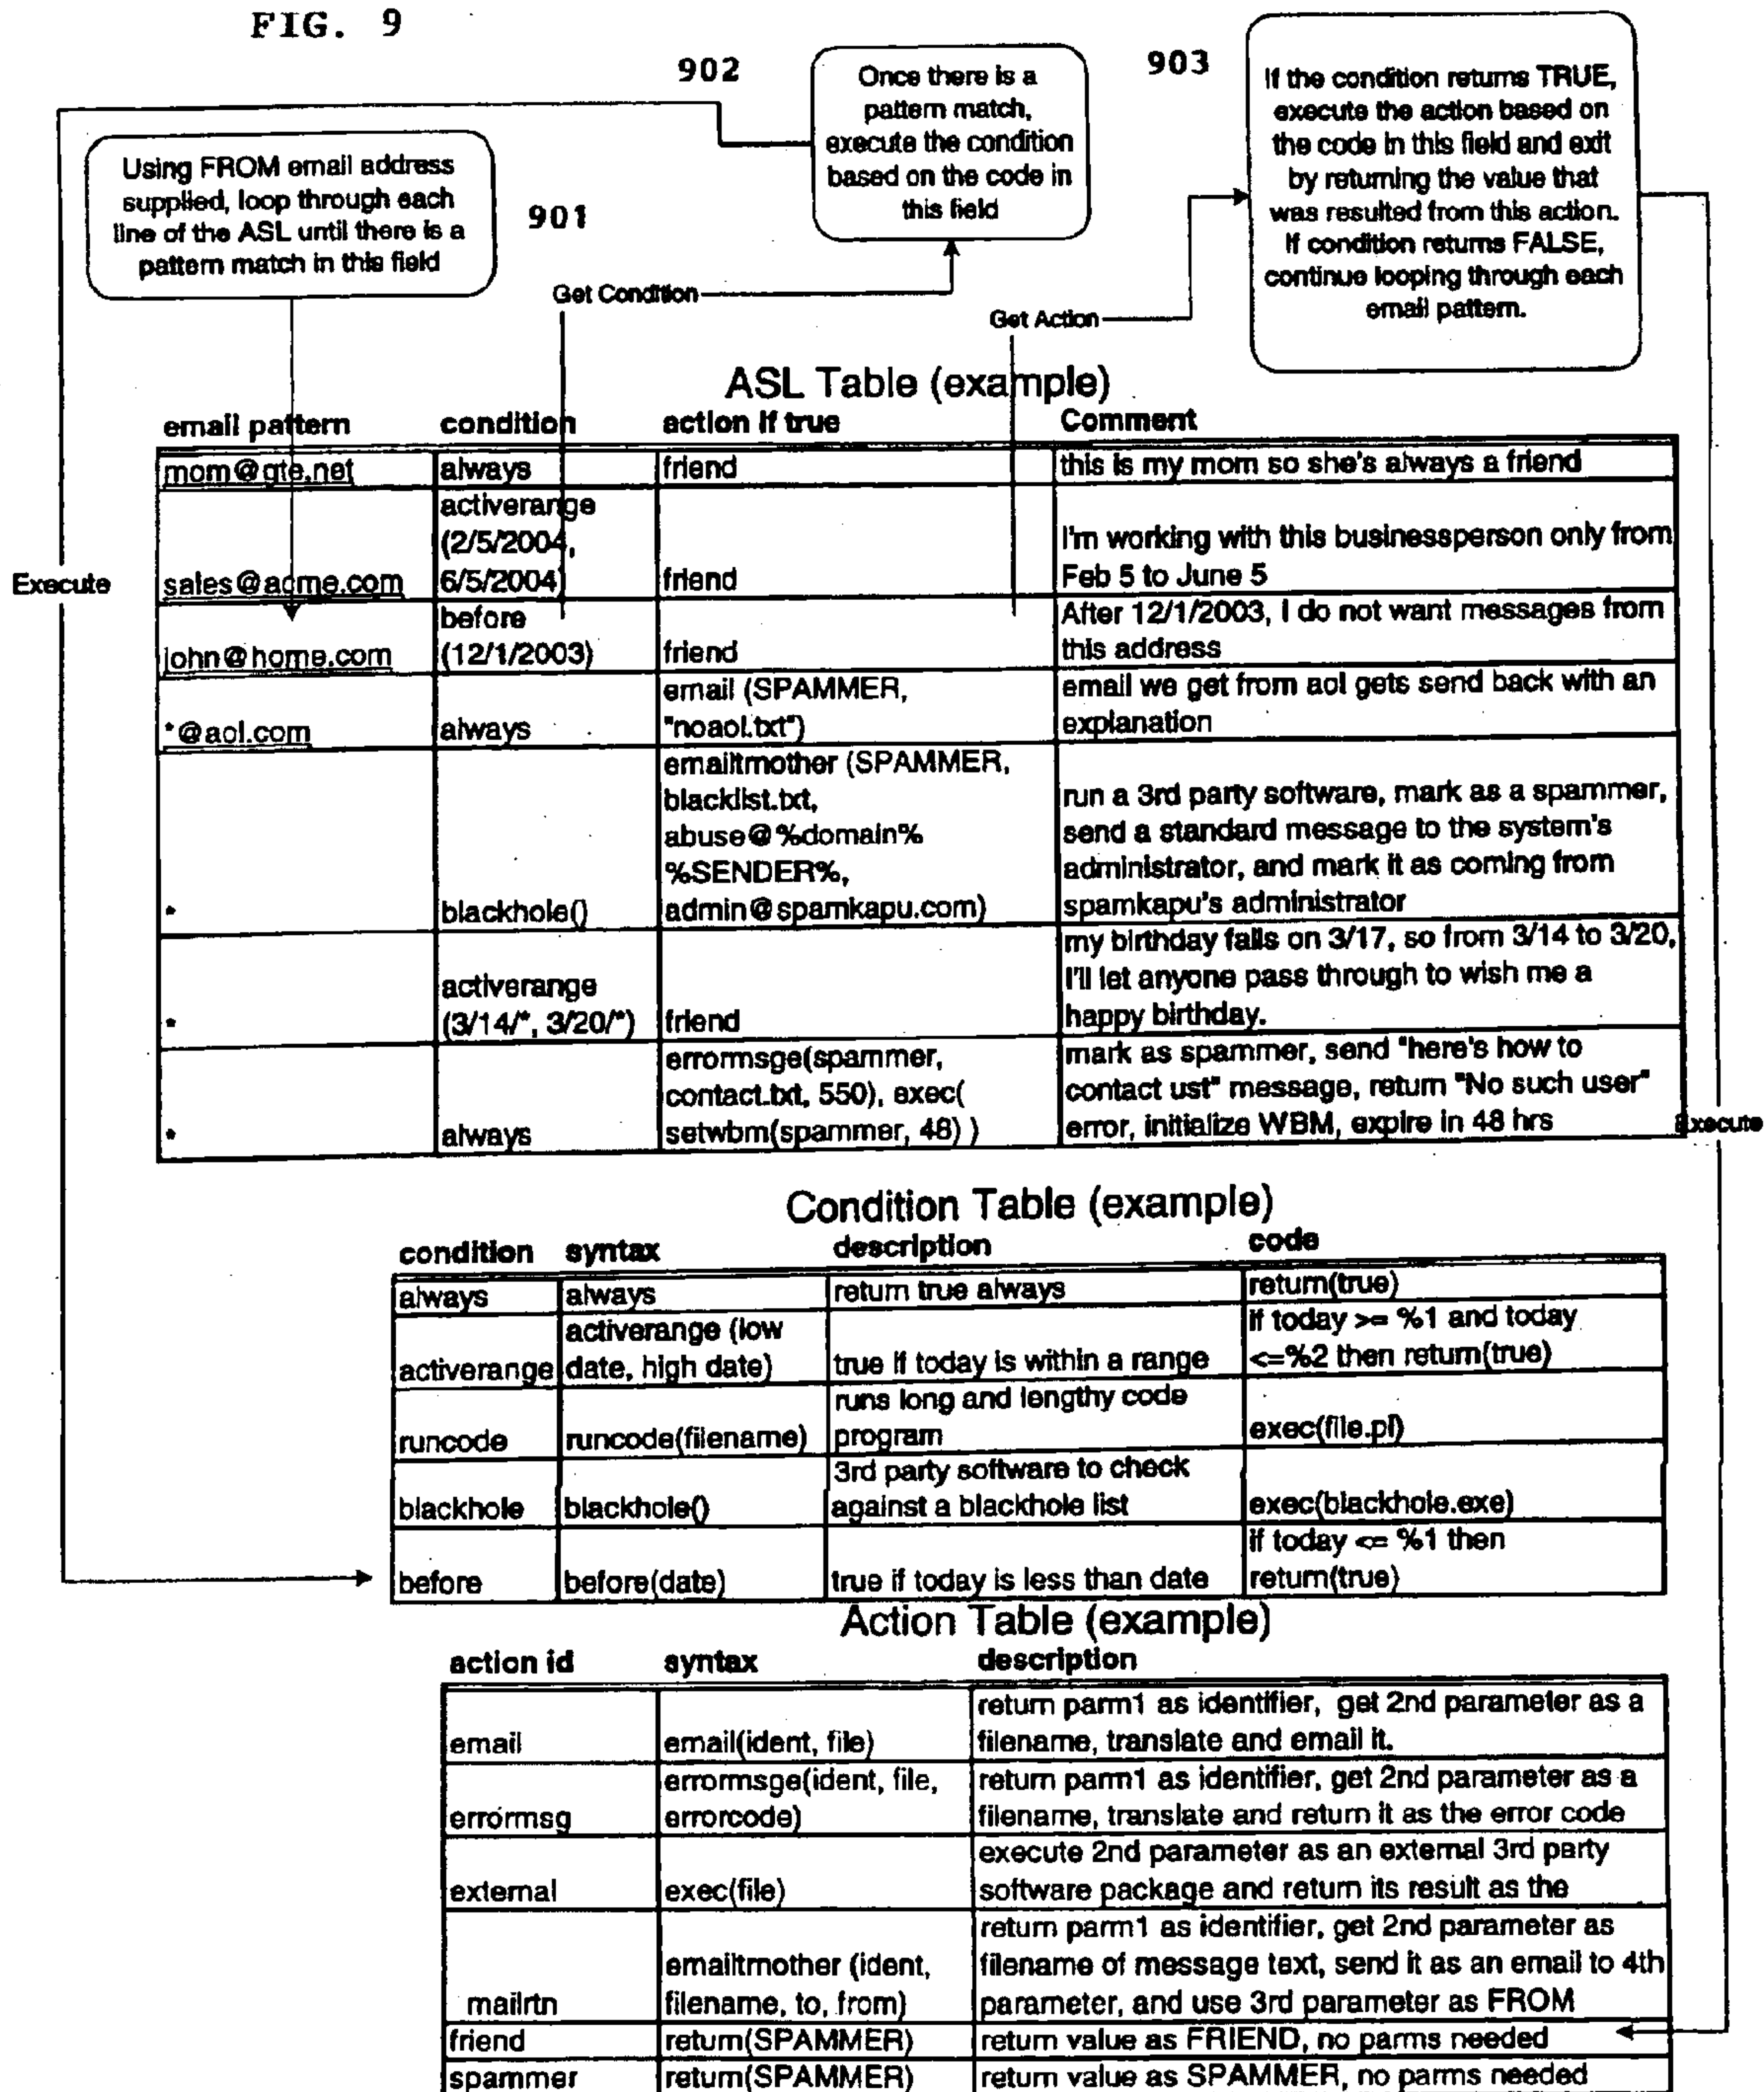 FIG. 9
902
903
Once there is a
pattern match,
execute the condition
based on the code in
this field
If the condition returns TRUE,
execute the action based on
the code in this field and exit
by returning the value that
was resulted from this action.
If condition returns FALSE,
continue looping through each
email pattern.
Using FROM email address
supplied, loop through each
line of the ASL until there is a
pattern match in this field
901
Get Condition
Get Action
ASL Table (example)
email pattern condition action if true Comment
mom@gte.net always friend this is my mom so she's always a friend
activerange
(2/5/2004,
6/5/2004)
sales@acme.com friend
I'm working with this businessperson only from
Feb 5 to June 5
Execute
before
(12/1/2003)
john@home.com friend
After 12/1/2003, I do not want messages from
this address
*@aol.com always
email (SPAMMER,
"noaol.txt")
email we get from aol gets send back with an
explanation
* blackhole()
emailtmother (SPAMMER,
blacklist.txt,
abuse@%domain%
%SENDER%,
admin@spamkapu.com)
run a 3rd party software, mark as a spammer,
send a standard message to the system's
administrator, and mark it as coming from
spamkapu's administrator
*
activerange
(3/14/*, 3/20/*) friend
my birthday falls on 3/17, so from 3/14 to 3/20,
I'll let anyone pass through to wish me a
happy birthday.
* always
errormsge(spammer,
contact.txt, 550), exec(
setwbm(spammer, 48) )
mark as spammer, send "here's how to
contact ust" message, return "No such user"
error, initialize WBM, expire in 48 hrs
Execute
Condition Table (example)
condition syntax description code
always always return true always return(true)
activerange
activerange (low
date, high date)
true if today is within a range
if today >= %1 and today
<=%2 then return(true)
runcode runcode(filename)
runs long and lengthy code
program
exec(file.pl)
blackhole blackhole()
3rd party software to check
against a blackhole list
exec(blackhole.exe)
before before(date) true if today is less than date
if today <= %1 then
return(true)
Action Table (example)
action id syntax description
email email(ident, file)
return parm1 as identifier, get 2nd parameter as a
filename, translate and email it.
errormsg
errormsge(ident, file,
errorcode)
return parm1 as identifier, get 2nd parameter as a
filename, translate and return it as the error code
external exec(file)
execute 2nd parameter as an external 3rd party
software package and return its result as the
mailrtn
emailtmother (ident,
filename, to, from)
return parm1 as identifier, get 2nd parameter as
filename of message text, send it as an email to 4th
parameter, and use 3rd parameter as FROM
friend return(SPAMMER) return value as FRIEND, no parms needed
spammer return(SPAMMER) return value as SPAMMER, no parms needed